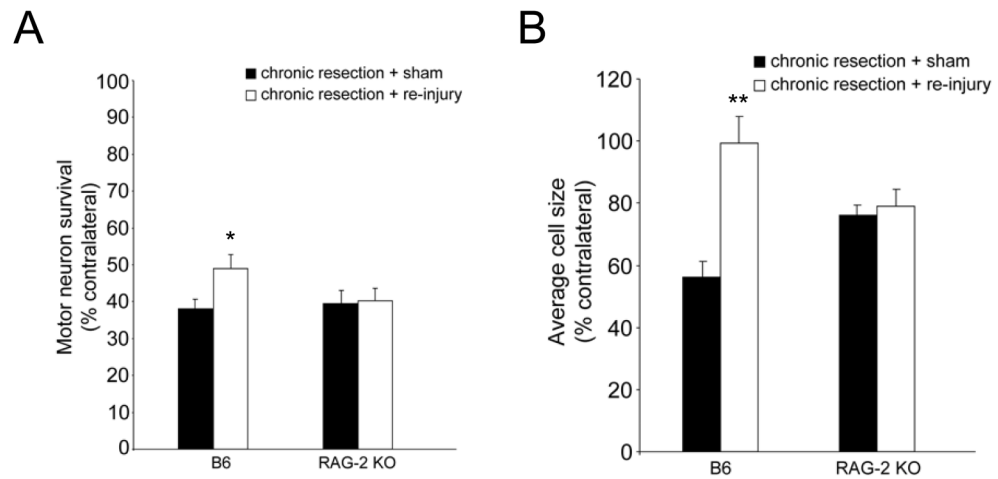 A
chronic resection + sham
chronic resection + re-injury
Motor neuron survival
(% contralateral)
100
90
80
70
60
50
40
30
20
10
0
*
B6
RAG-2 KO
B
chronic resection + sham
chronic resection + re-injury
Average cell size
(% contralateral)
120
100
80
60
40
20
0
**
B6
RAG-2 KO